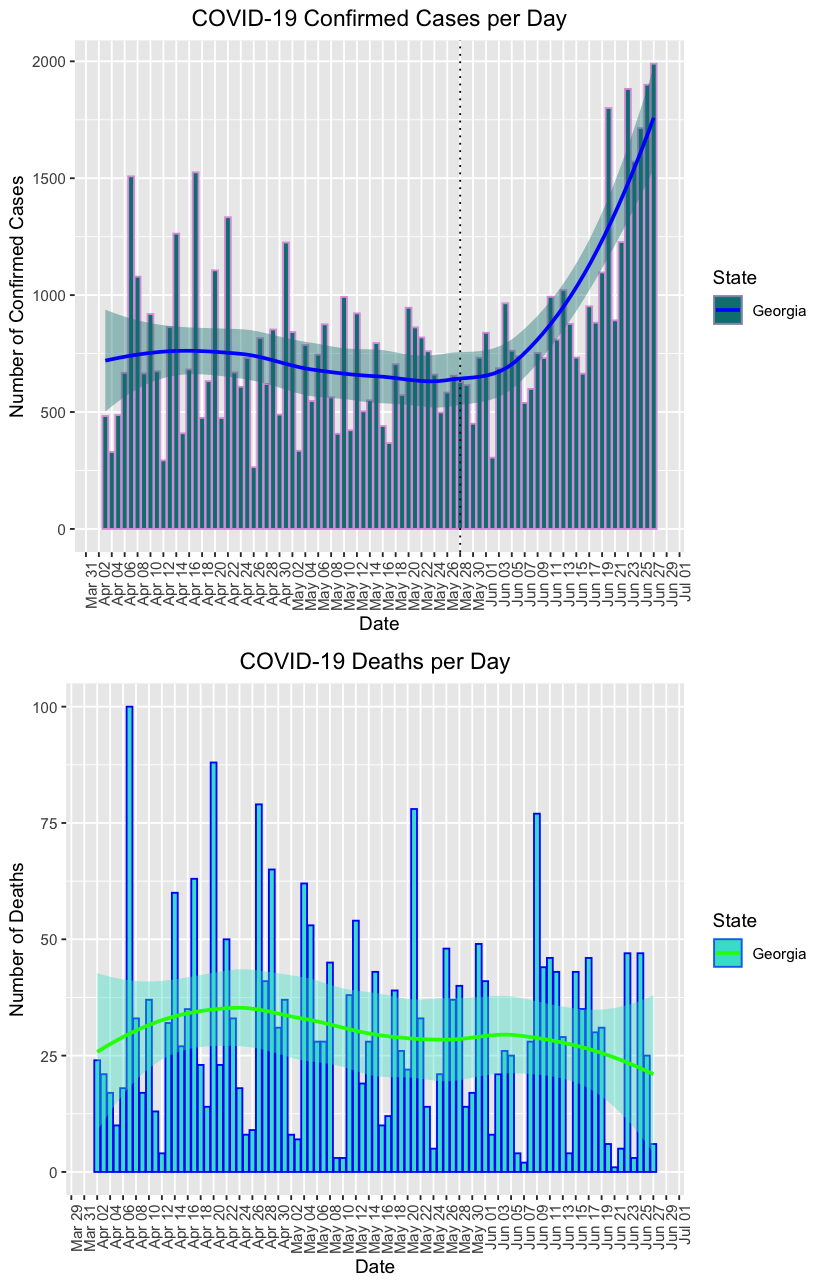 COVID-19 Confirmed Cases per Day
Number of Confirmed Cases
2000
1500
1000
500
0
Mar 31
Apr 02
Apr 04
Apr 06
Apr 08
Apr 10
Apr 12
Apr 14
Apr 16
Apr 18
Apr 20
Apr 22
Apr 24
Apr 26
Apr 28
Apr 30
May 02
May 04
May 06
May 08
May 10
May 12
May 14
May 16
May 18
May 20
May 22
May 24
May 26
May 28
May 30
Jun 01
Jun 03
Jun 05
Jun 07
Jun 09
Jun 11
Jun 13
Jun 15
Jun 17
Jun 19
Jun 21
Jun 23
Jun 25
Jun 27
Jun 29
Jul 01
Date
State
Georgia
COVID-19 Deaths per Day
Number of Deaths
100
75
50
25
0
Mar 29
Mar 31
Apr 02
Apr 04
Apr 06
Apr 08
Apr 10
Apr 12
Apr 14
Apr 16
Apr 18
Apr 20
Apr 22
Apr 24
Apr 26
Apr 28
Apr 30
May 02
May 04
May 06
May 08
May 10
May 12
May 14
May 16
May 18
May 20
May 22
May 24
May 26
May 28
May 30
Jun 01
Jun 03
Jun 05
Jun 07
Jun 09
Jun 11
Jun 13
Jun 15
Jun 17
Jun 19
Jun 21
Jun 23
Jun 25
Jun 27
Jun 29
Jul 01
Date
State
Georgia